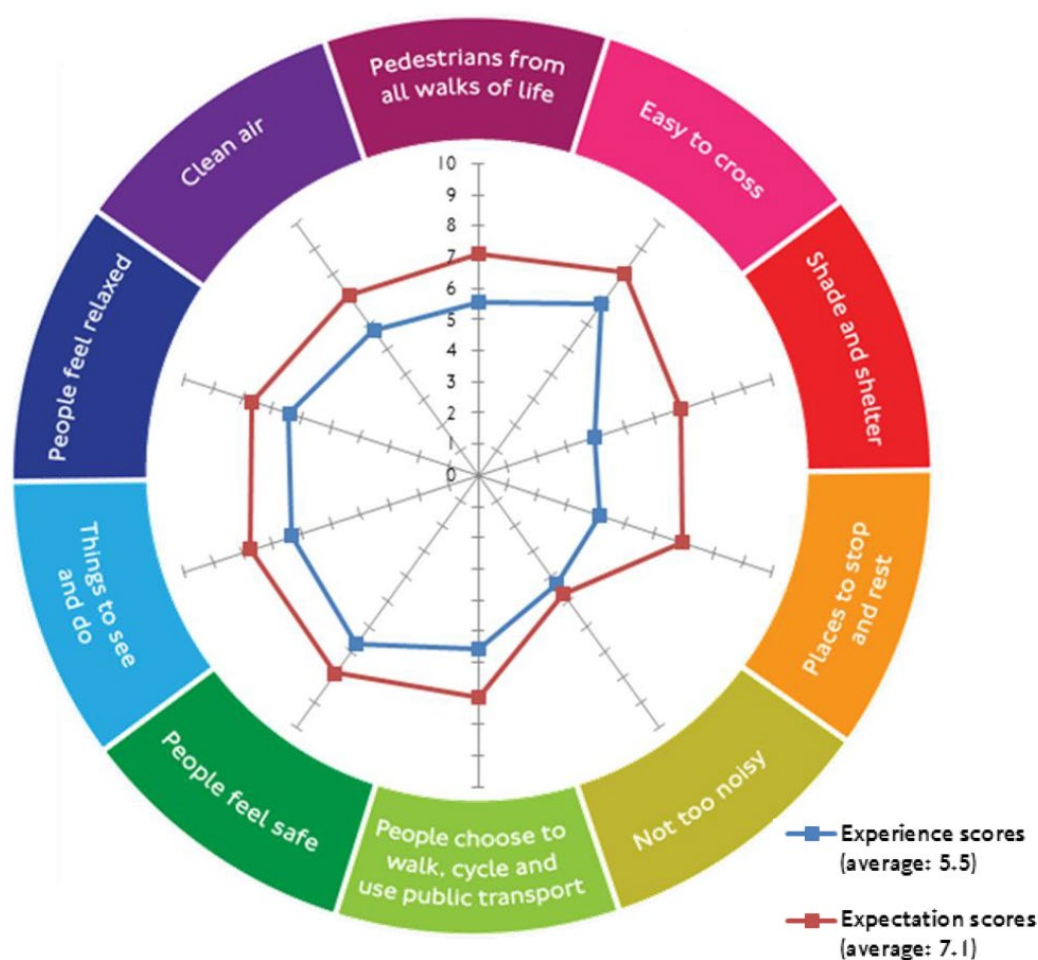 Pedestrians from
all walks of life
Easy to cross
Shade and shelter
Places to stop
and rest
Not too noisy
People choose to
walk, cycle and
use public transport
People feel safe
Things to see
and do
People feel relaxed
Clean air
10
9
8
7
6
5
4
3
2
1
0
Experience scores
(average: 5.5)
Expectation scores
(average: 7.1)